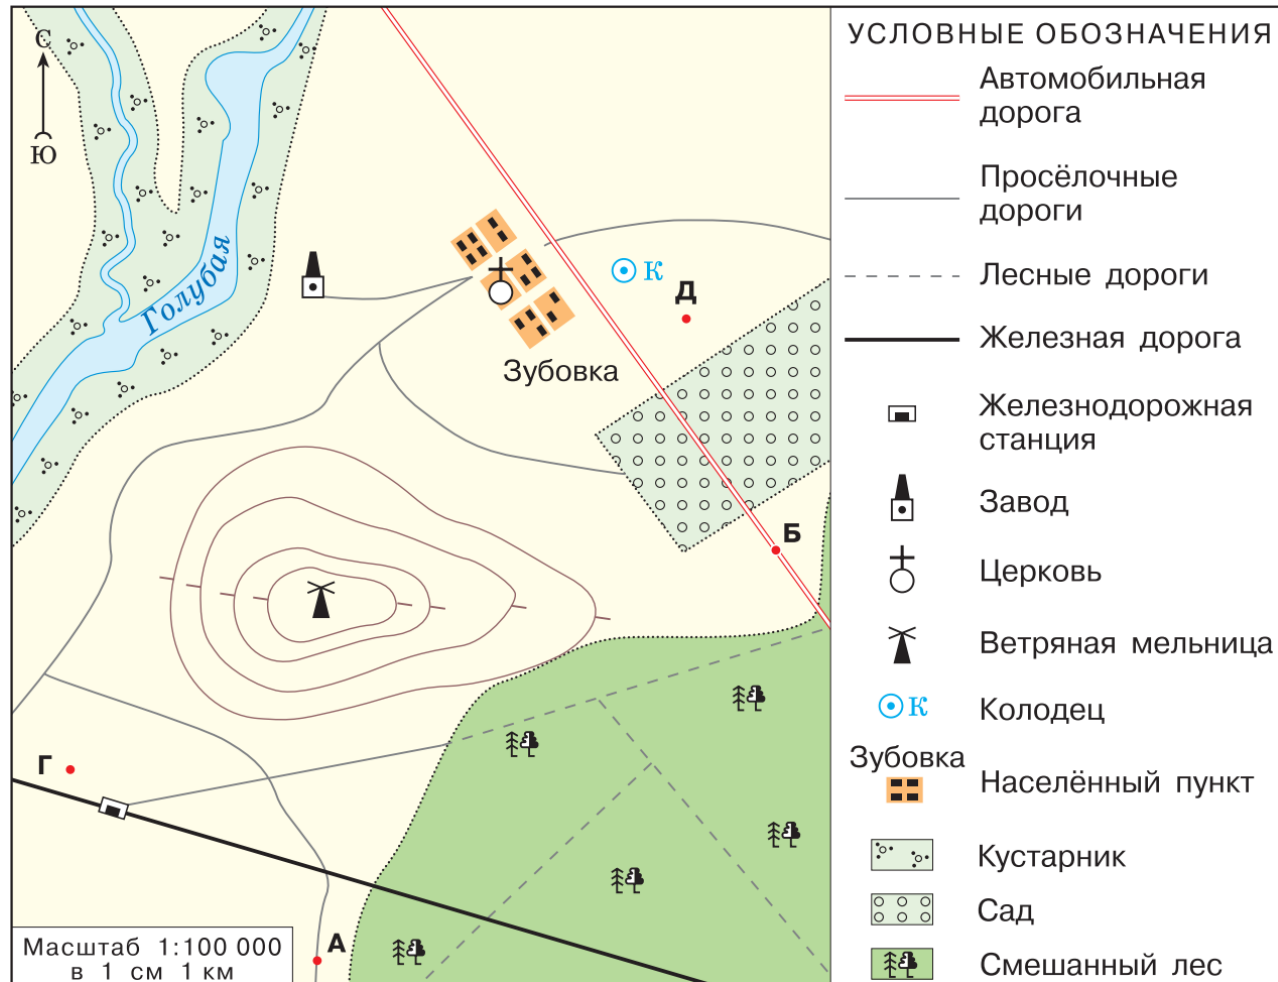 С
Ю
Голубая
К
Д
Зубовка
Б
Г
А
Масштаб 1:100 000
в 1 см 1 км
УСЛОВНЫЕ ОБОЗНАЧЕНИЯ
Автомобильная
дорога
Просёлочные
дороги
Лесные дороги
Железная дорога
Железнодорожная
станция
Завод
Церковь
Ветряная мельница
К
Колодец
Зубовка
Населённый пункт
Кустарник
Сад
Смешанный лес